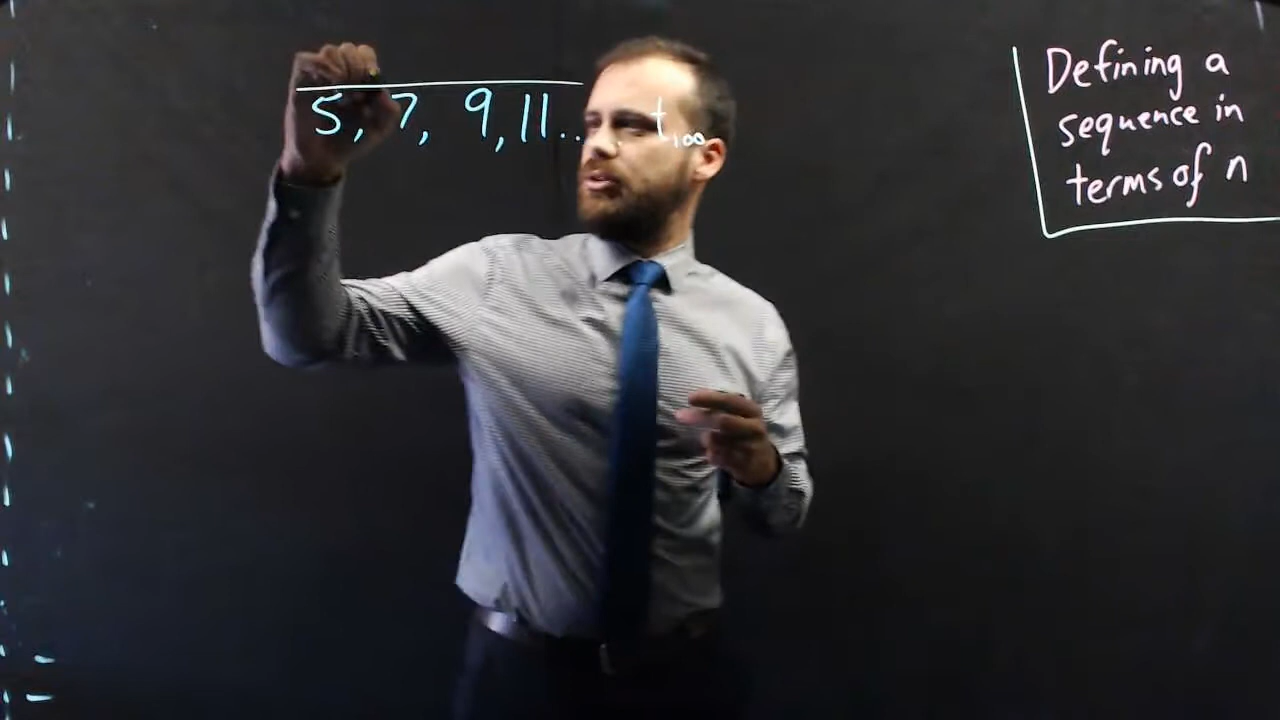 5, 7, 9, 11... t₁₀₀
Defining a
sequence in
terms of n